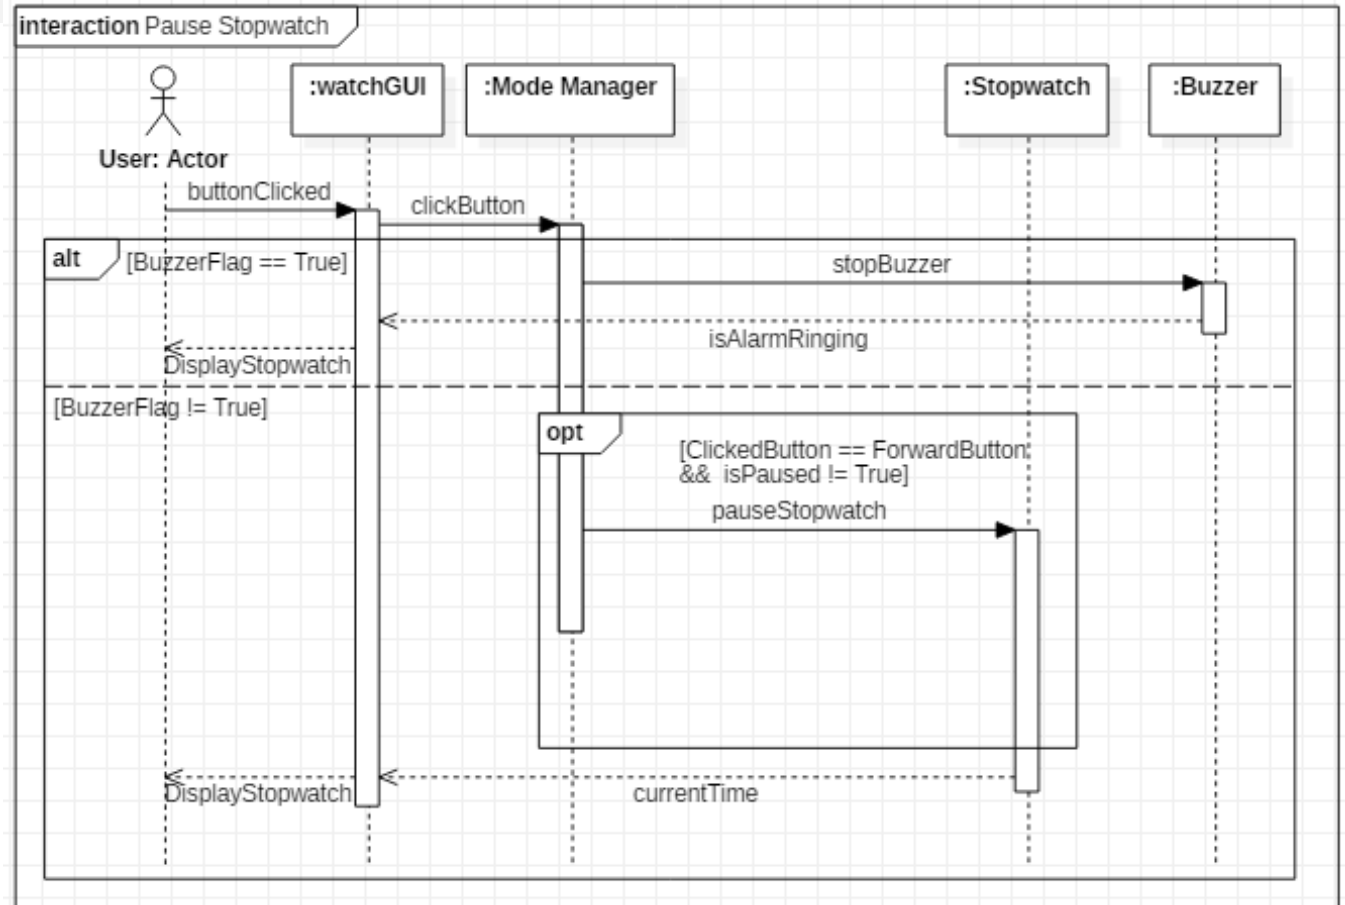 interaction Pause Stopwatch
:watchGUI
:Mode Manager
:Stopwatch
:Buzzer
User: Actor
buttonClicked
clickButton
alt
[BuzzerFlag == True]
stopBuzzer
isAlarmRinging
DisplayStopwatch
[BuzzerFlag != True]
opt
[ClickedButton == ForwardButton
&& isPaused != True]
pauseStopwatch
DisplayStopwatch
currentTime